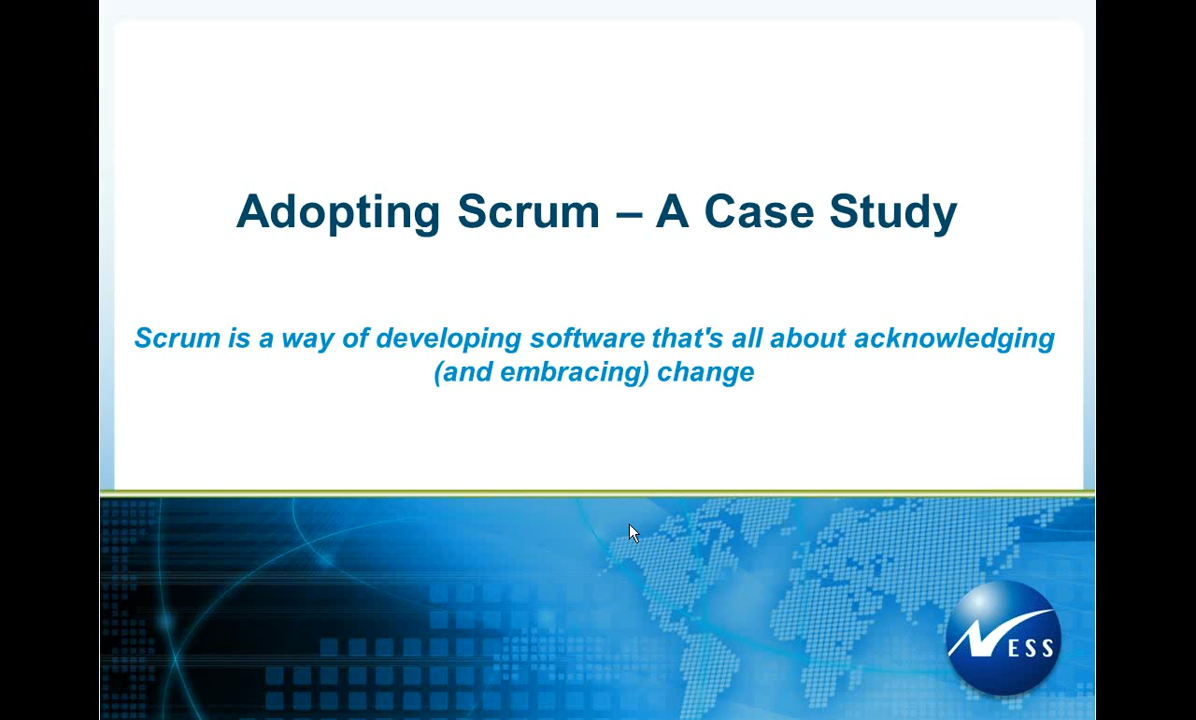 Adopting Scrum – A Case Study
Scrum is a way of developing software that's all about acknowledging
(and embracing) change
NESS